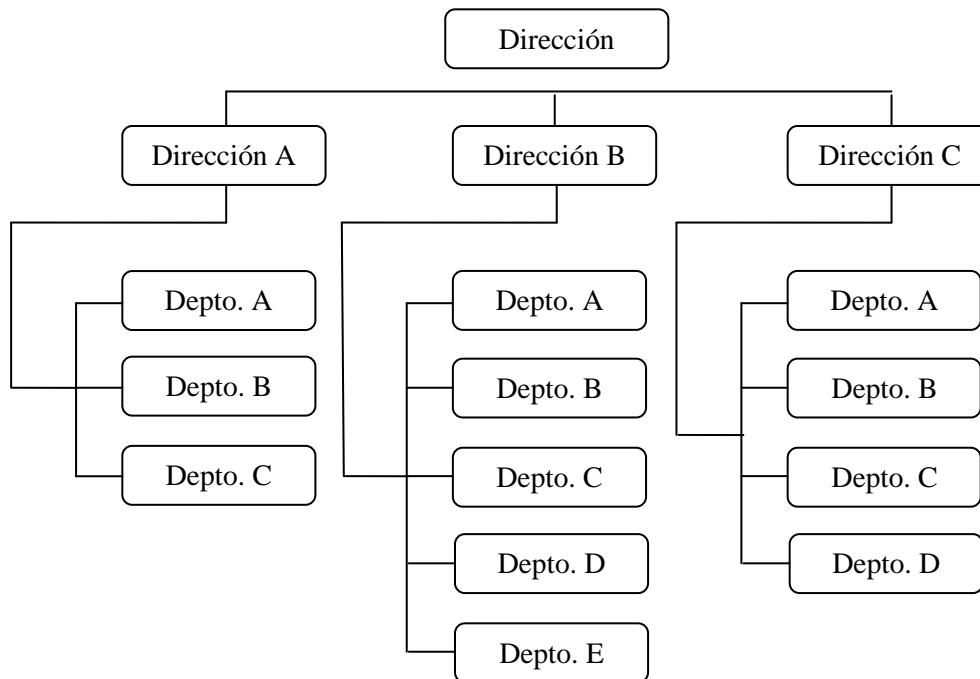 Dirección
Dirección A
Dirección B
Dirección C
Depto. A
Depto. B
Depto. C
Depto. A
Depto. B
Depto. C
Depto. D
Depto. E
Depto. A
Depto. B
Depto. C
Depto. D